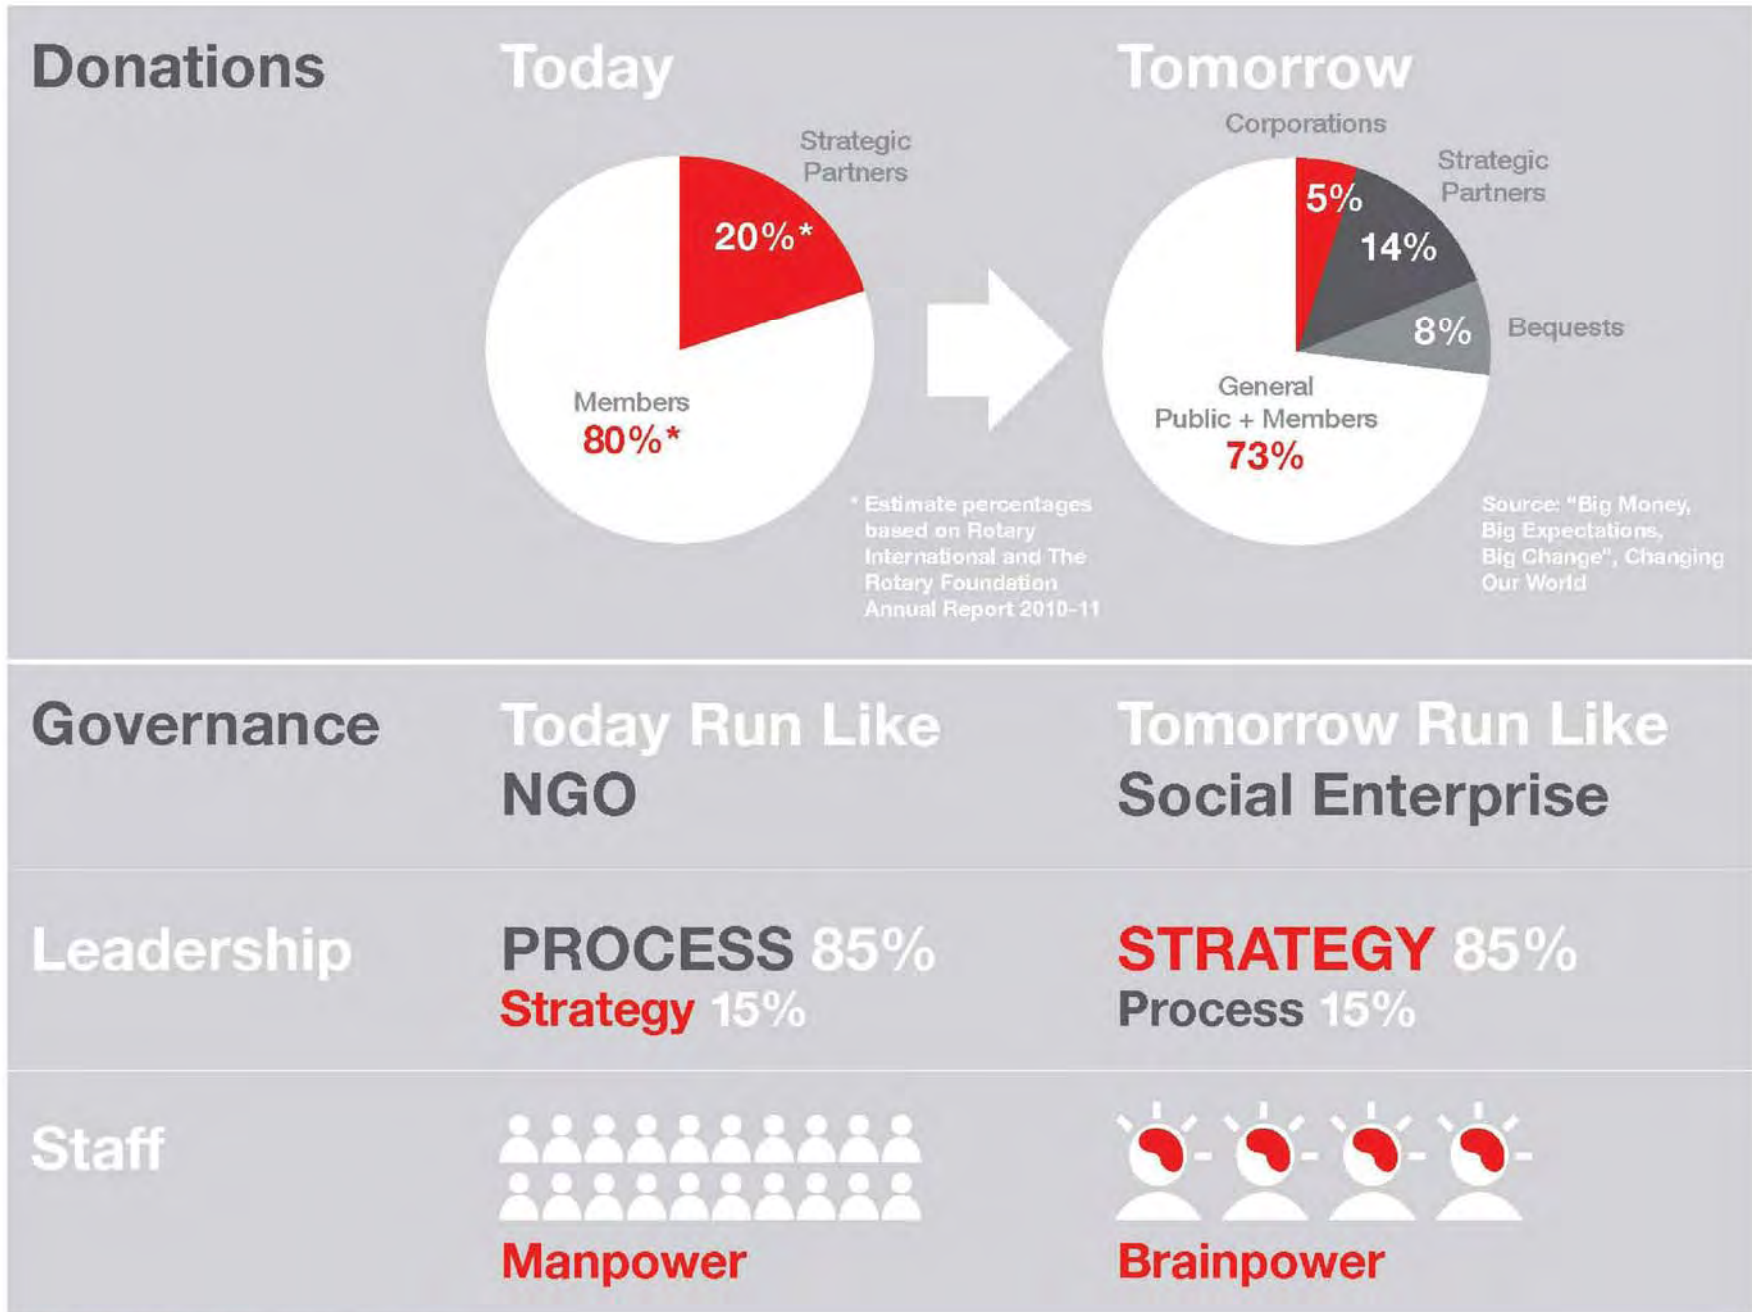 Donations
Today
Strategic
Partners
20%*
Members
80%*
* Estimate percentages
based on Rotary
International and The
Rotary Foundation
Annual Report 2010-11
Tomorrow
Corporations
5%
Strategic
Partners
14%
8%
Bequests
General
Public + Members
73%
Source: "Big Money,
Big Expectations,
Big Change", Changing
Our World
Governance
Today Run Like
NGO
Tomorrow Run Like
Social Enterprise
Leadership
PROCESS 85%
Strategy 15%
STRATEGY 85%
Process 15%
Staff
Manpower
Brainpower